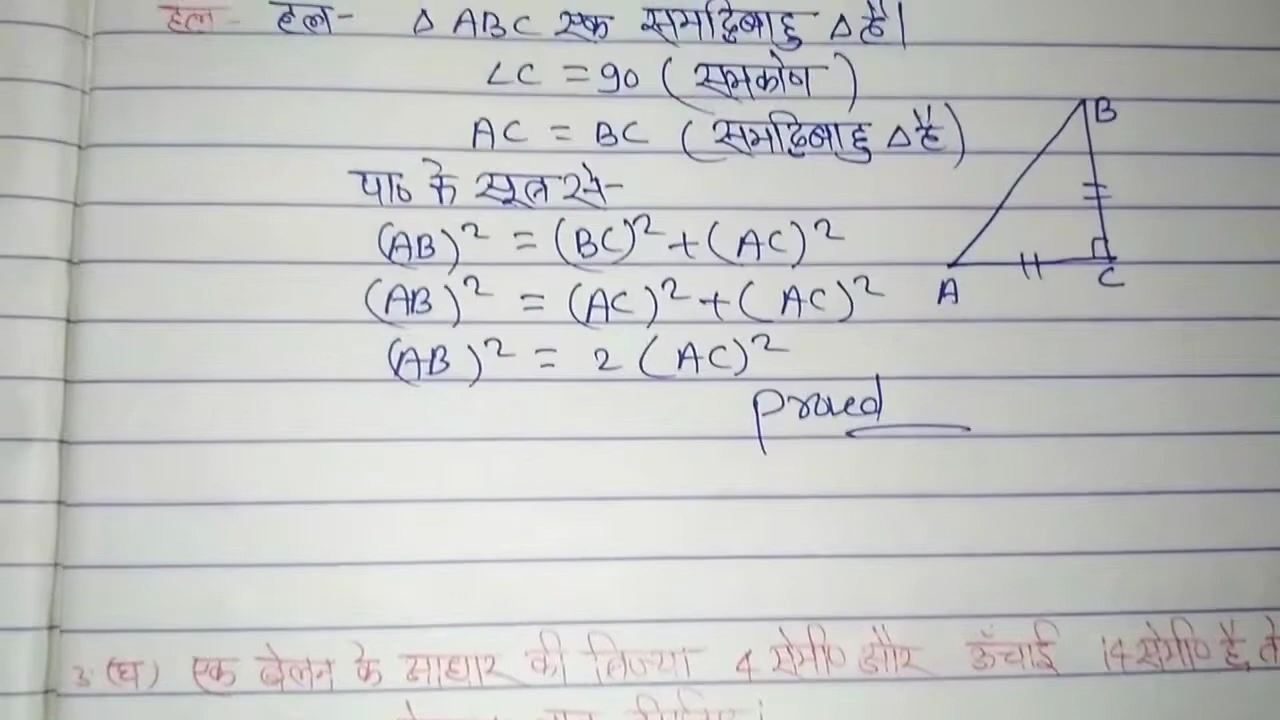 हल- हल- Δ ABC एक समद्विबाहु Δ है।
∠C = 90 (समकोण)
AC = BC (समद्विबाहु Δ है)
पा० के सूत्र से-
(AB)² = (BC)² + (AC)²
(AB)² = (AC)² + (AC)²
(AB)² = 2 (AC)²
Proved
B
A
C
3 (घ) एक बेलन के आधार की त्रिज्या 4 सेमी० और ऊँचाई 14 सेमी० है, तो